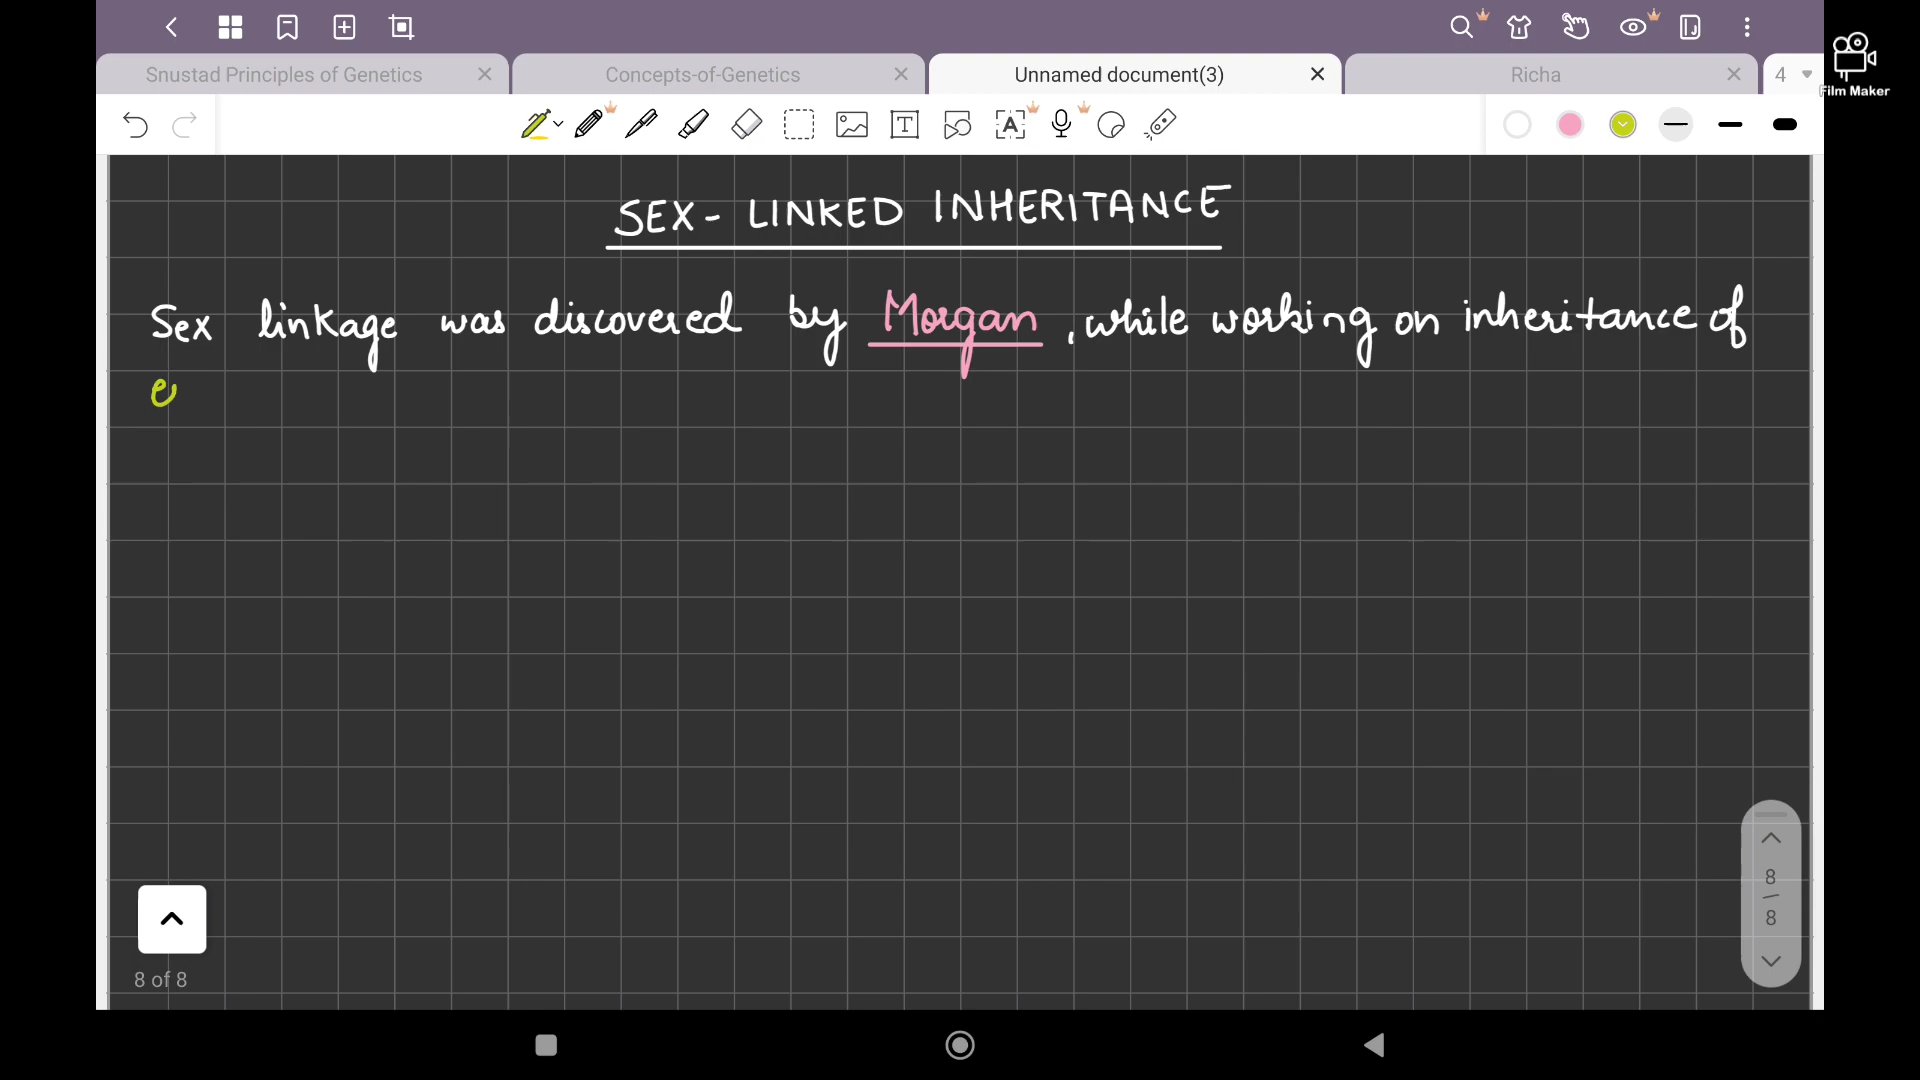 Snustad Principles of Genetics
Concepts-of-Genetics
Unnamed document(3)
Richa
4
Film Maker
SEX- LINKED INHERITANCE
Sex linkage was discovered by Morgan, while working on inheritance of
e
8
8
8 of 8